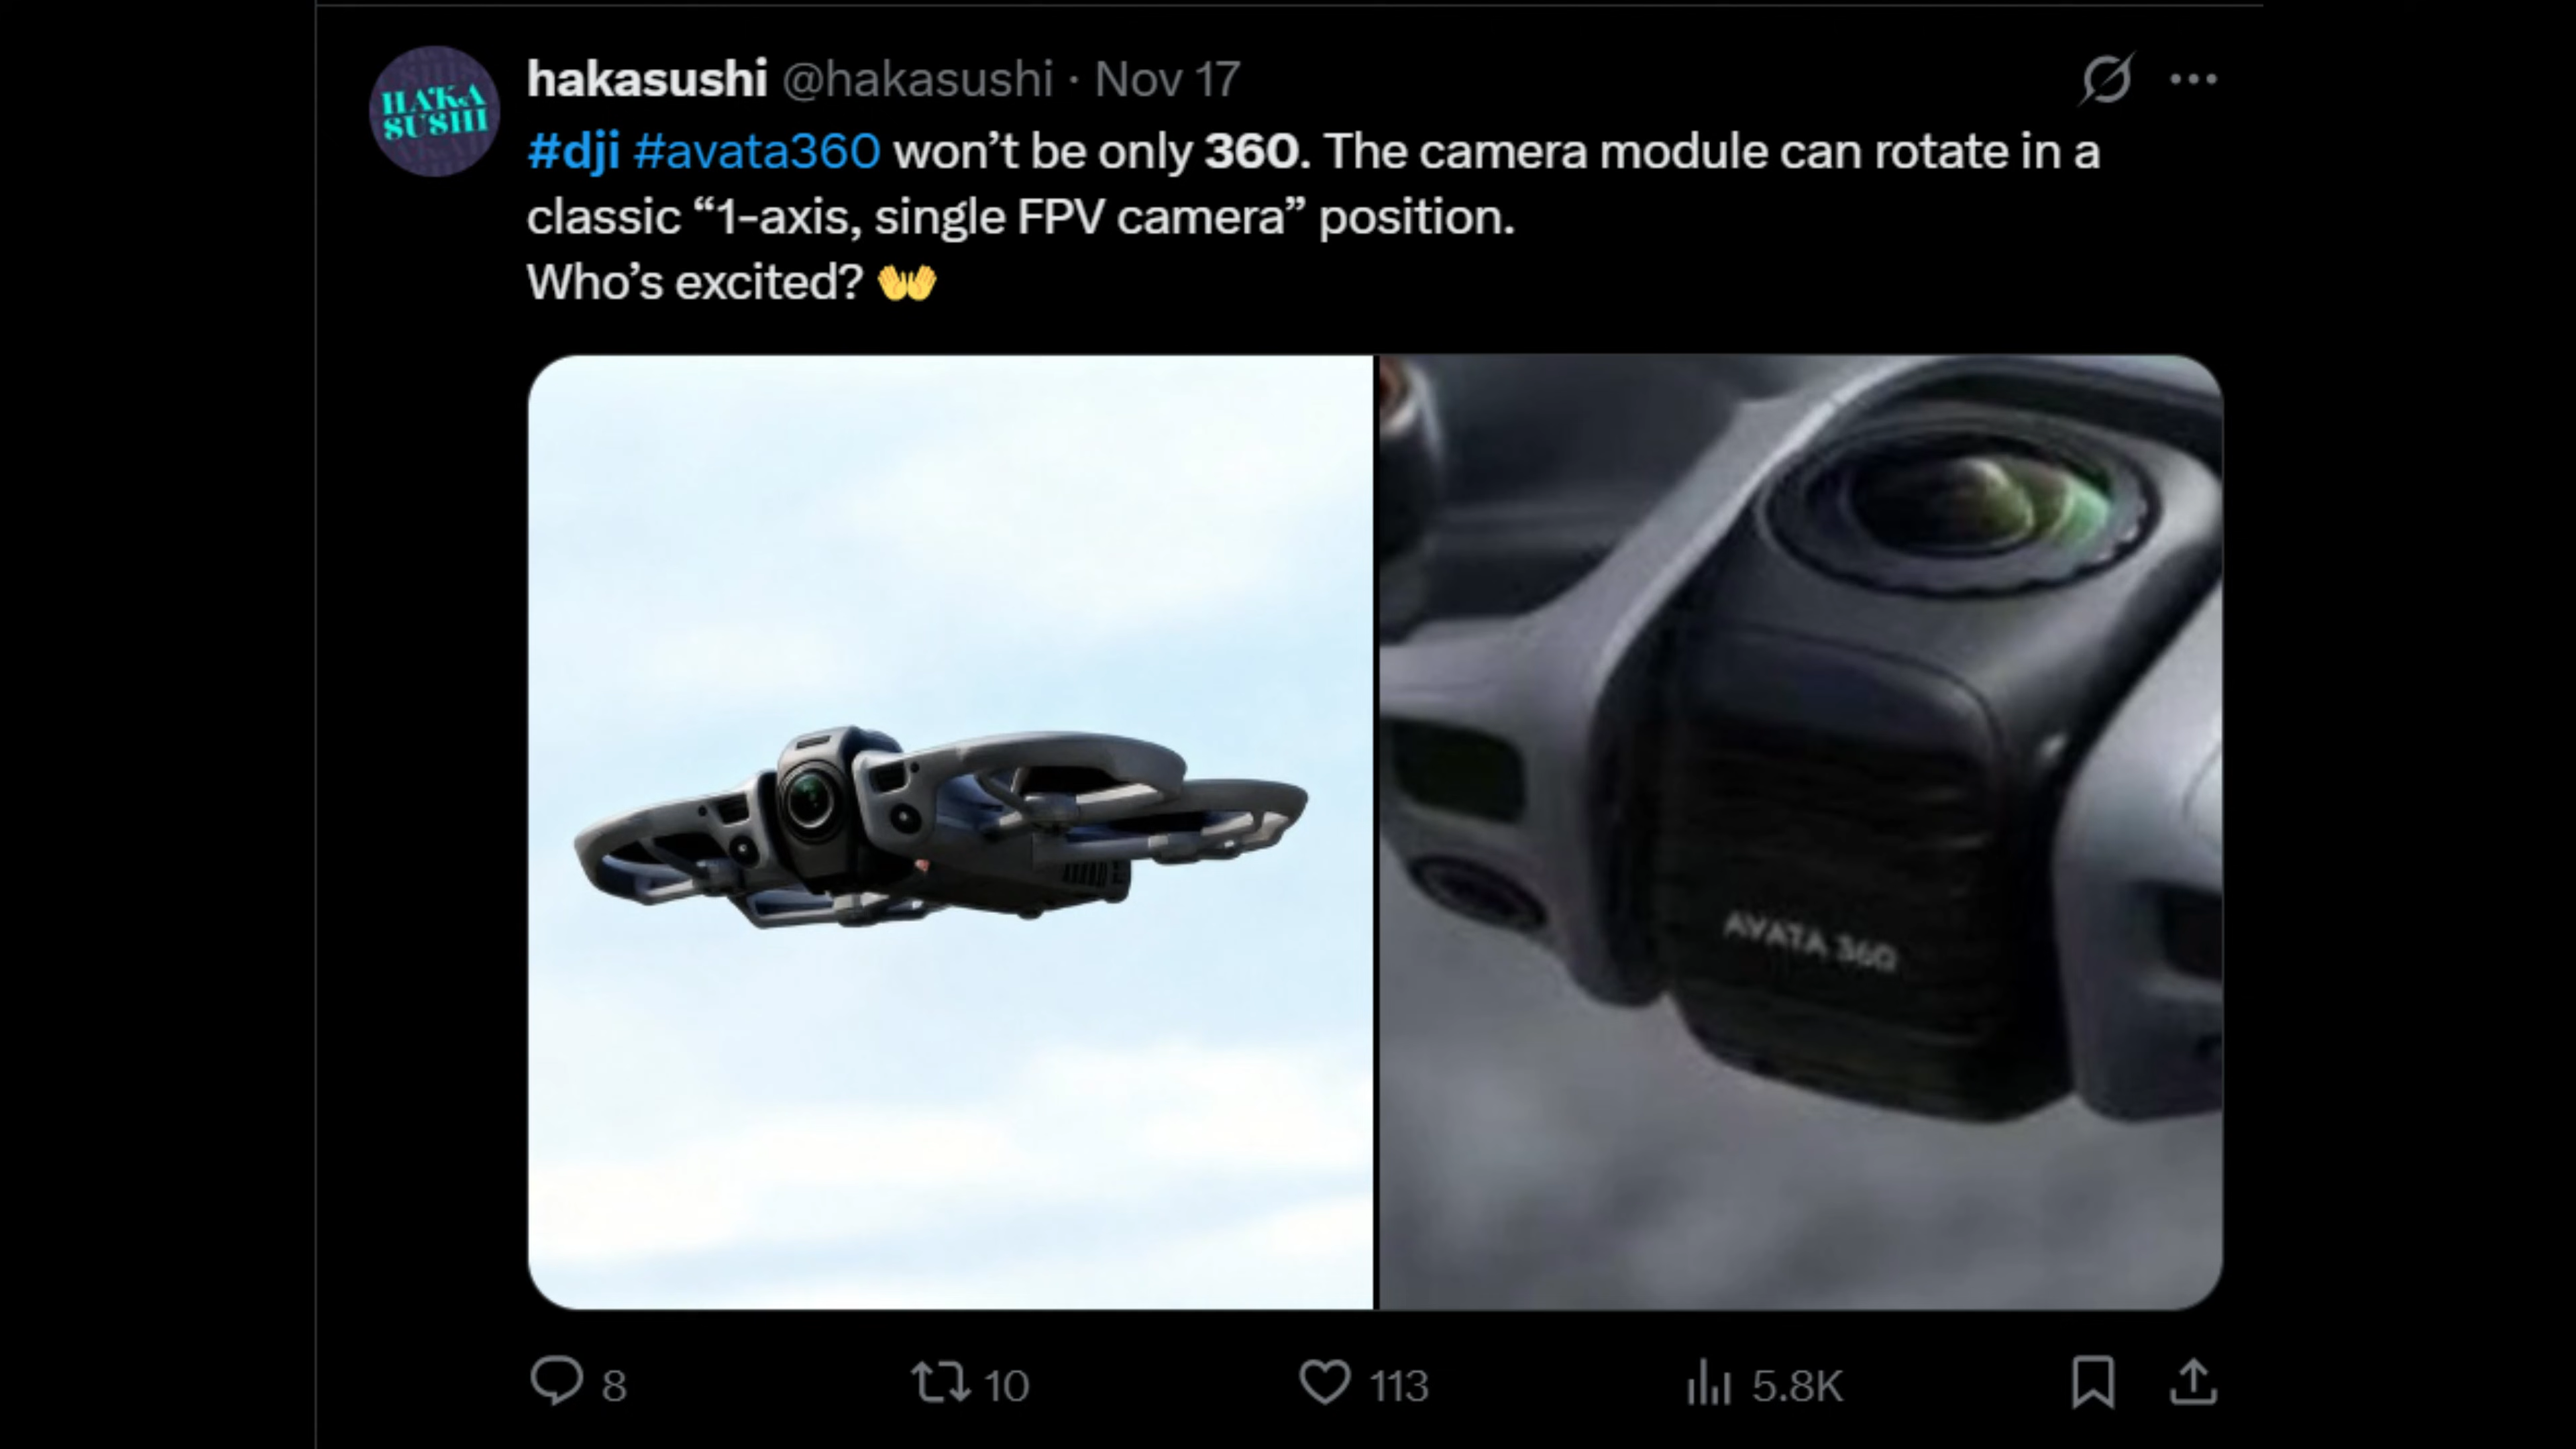 HAKA
SUSHI
hakasushi @hakasushi · Nov 17
#dji #avata360 won’t be only 360. The camera module can rotate in a
classic “1-axis, single FPV camera” position.
Who’s excited? 👐
AVATA 360
8 10 113 5.8K